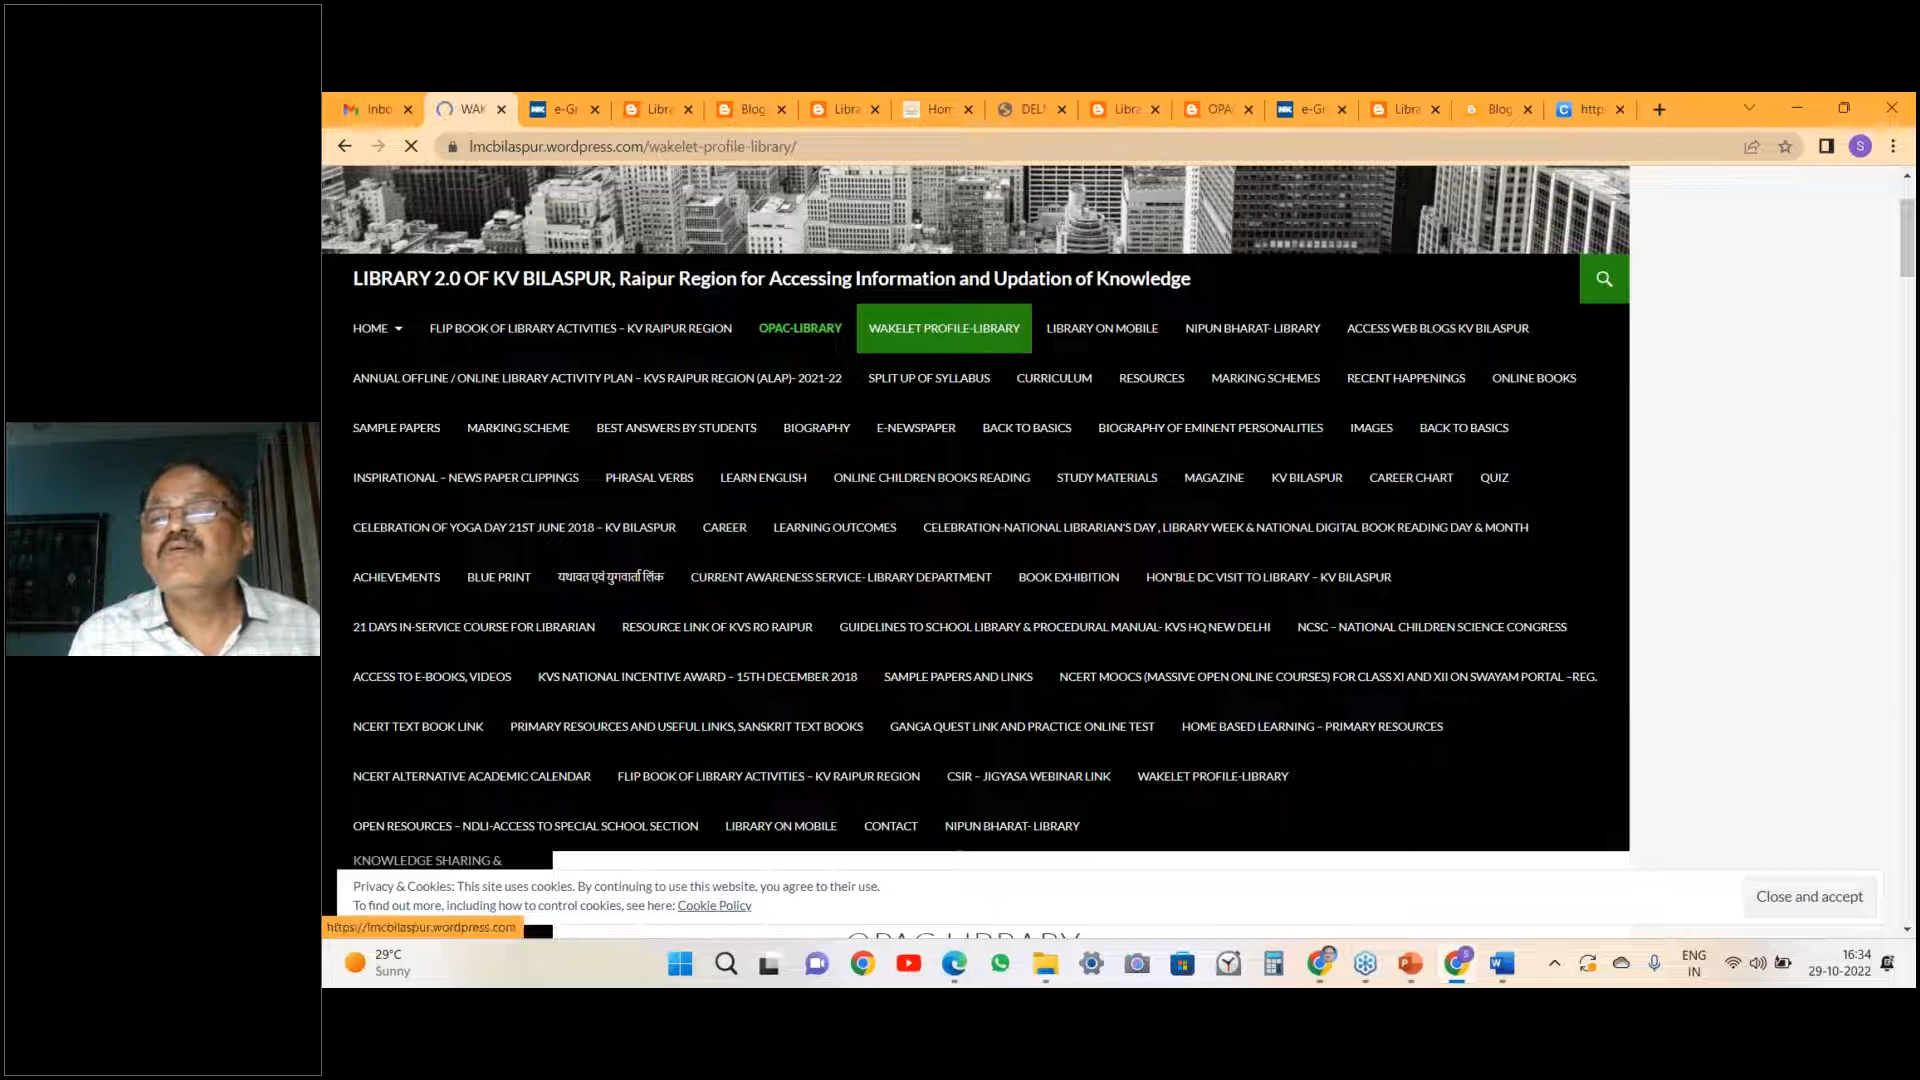 Inbo WAK e-Gr Libra Blog Libra Hom DELN Libra OPA e-Gr Libra Blog http
lmcbilaspur.wordpress.com/wakelet-profile-library/ S
LIBRARY 2.0 OF KV BILASPUR, Raipur Region for Accessing Information and Updation of Knowledge
HOME FLIP BOOK OF LIBRARY ACTIVITIES – KV RAIPUR REGION OPAC-LIBRARY WAKELET PROFILE-LIBRARY LIBRARY ON MOBILE NIPUN BHARAT- LIBRARY ACCESS WEB BLOGS KV BILASPUR
ANNUAL OFFLINE / ONLINE LIBRARY ACTIVITY PLAN – KVS RAIPUR REGION (ALAP)- 2021-22 SPLIT UP OF SYLLABUS CURRICULUM RESOURCES MARKING SCHEMES RECENT HAPPENINGS ONLINE BOOKS
SAMPLE PAPERS MARKING SCHEME BEST ANSWERS BY STUDENTS BIOGRAPHY E-NEWSPAPER BACK TO BASICS BIOGRAPHY OF EMINENT PERSONALITIES IMAGES BACK TO BASICS
INSPIRATIONAL – NEWS PAPER CLIPPINGS PHRASAL VERBS LEARN ENGLISH ONLINE CHILDREN BOOKS READING STUDY MATERIALS MAGAZINE KV BILASPUR CAREER CHART QUIZ
CELEBRATION OF YOGA DAY 21ST JUNE 2018 – KV BILASPUR CAREER LEARNING OUTCOMES CELEBRATION-NATIONAL LIBRARIAN'S DAY , LIBRARY WEEK & NATIONAL DIGITAL BOOK READING DAY & MONTH
ACHIEVEMENTS BLUE PRINT यथावत एवं युगवार्ता लिंक CURRENT AWARENESS SERVICE- LIBRARY DEPARTMENT BOOK EXHIBITION HON'BLE DC VISIT TO LIBRARY – KV BILASPUR
21 DAYS IN-SERVICE COURSE FOR LIBRARIAN RESOURCE LINK OF KVS RO RAIPUR GUIDELINES TO SCHOOL LIBRARY & PROCEDURAL MANUAL- KVS HQ NEW DELHI NCSC – NATIONAL CHILDREN SCIENCE CONGRESS
ACCESS TO E-BOOKS, VIDEOS KVS NATIONAL INCENTIVE AWARD – 15TH DECEMBER 2018 SAMPLE PAPERS AND LINKS NCERT MOOCS (MASSIVE OPEN ONLINE COURSES) FOR CLASS XI AND XII ON SWAYAM PORTAL –REG.
NCERT TEXT BOOK LINK PRIMARY RESOURCES AND USEFUL LINKS, SANSKRIT TEXT BOOKS GANGA QUEST LINK AND PRACTICE ONLINE TEST HOME BASED LEARNING – PRIMARY RESOURCES
NCERT ALTERNATIVE ACADEMIC CALENDAR FLIP BOOK OF LIBRARY ACTIVITIES – KV RAIPUR REGION CSIR – JIGYASA WEBINAR LINK WAKELET PROFILE-LIBRARY
OPEN RESOURCES – NDLI-ACCESS TO SPECIAL SCHOOL SECTION LIBRARY ON MOBILE CONTACT NIPUN BHARAT- LIBRARY
KNOWLEDGE SHARING &
Privacy & Cookies: This site uses cookies. By continuing to use this website, you agree to their use.
To find out more, including how to control cookies, see here: Cookie Policy
Close and accept
https://lmcbilaspur.wordpress.com
OPAC-LIBRARY
29°C
Sunny
ENG
IN
16:34
29-10-2022